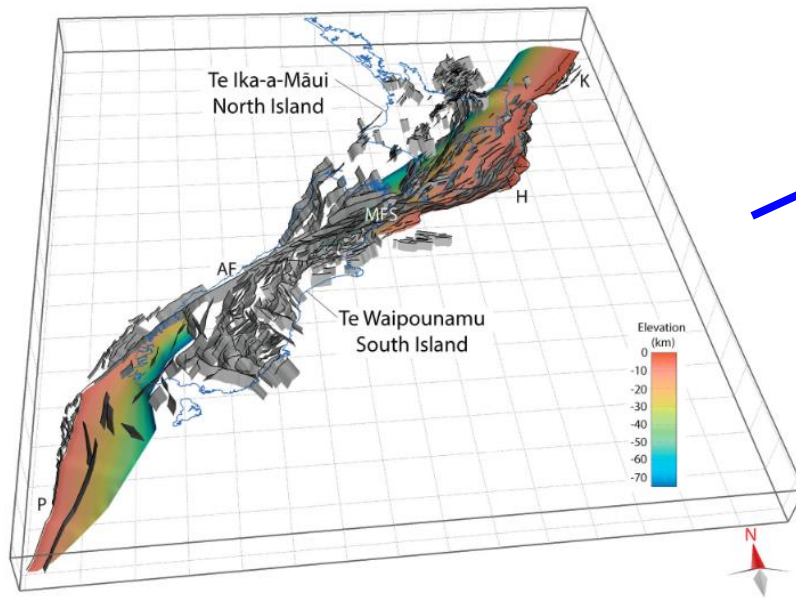 Te Ika-a-Māui
North Island
K
H
MFS
AF
Te Waipounamu
South Island
Elevation
(km)
0
-10
-20
-30
-40
-50
-60
-70
P
N